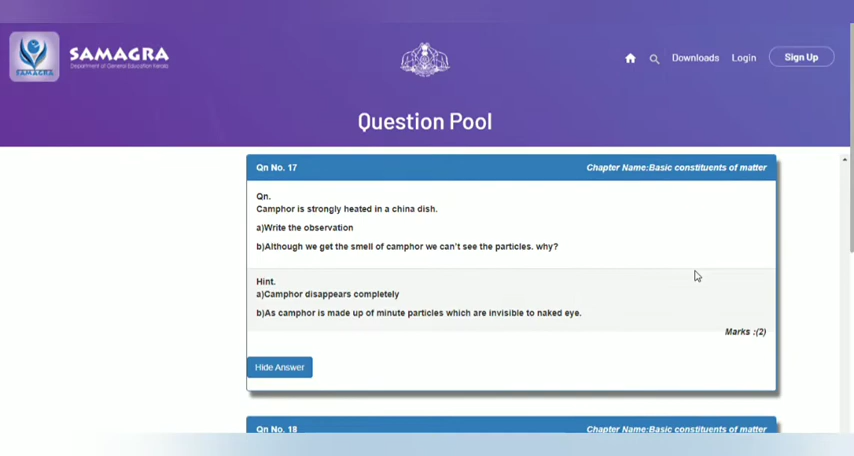 SAMAGRA
Department of General Education Kerala
SAMAGRA
Downloads
Login
Sign Up
Question Pool
Qn No. 17
Chapter Name:Basic constituents of matter
Qn.
Camphor is strongly heated in a china dish.
a)Write the observation
b)Although we get the smell of camphor we can't see the particles. why?
Hint.
a)Camphor disappears completely
b)As camphor is made up of minute particles which are invisible to naked eye.
Marks :(2)
Hide Answer
Qn No. 18
Chapter Name:Basic constituents of matter